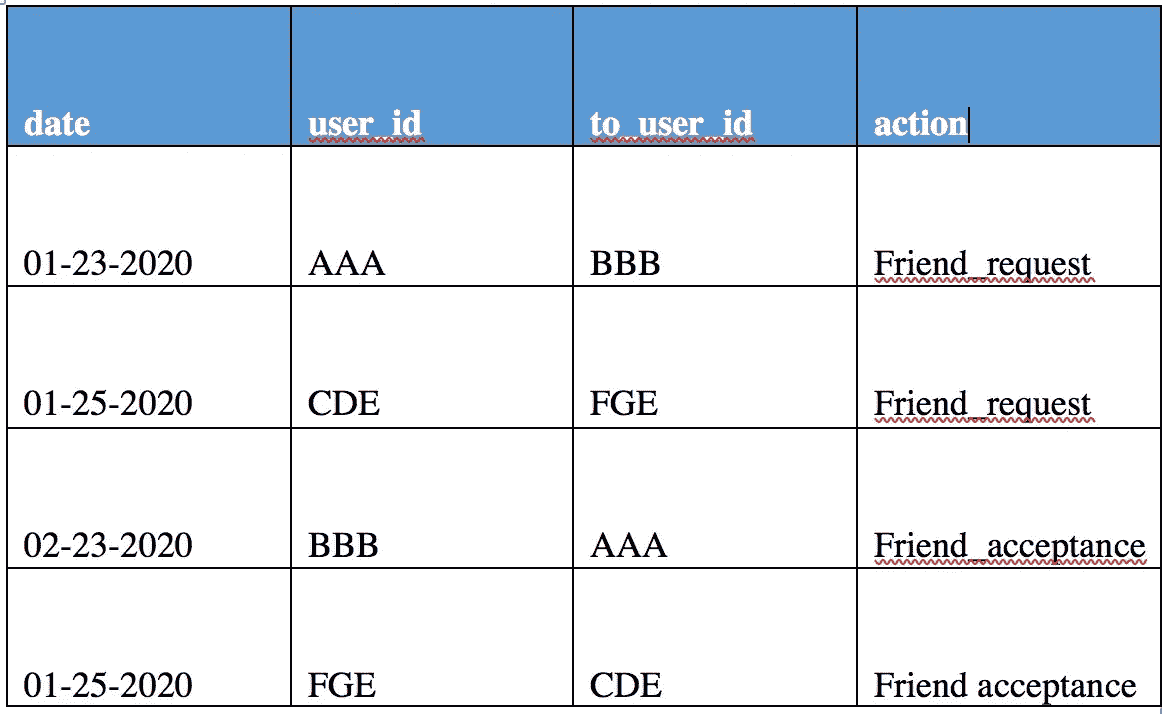 date user_id to_user_id action
01-23-2020 AAA BBB Friend_request
01-25-2020 CDE FGE Friend_request
02-23-2020 BBB AAA Friend_acceptance
01-25-2020 FGE CDE Friend acceptance